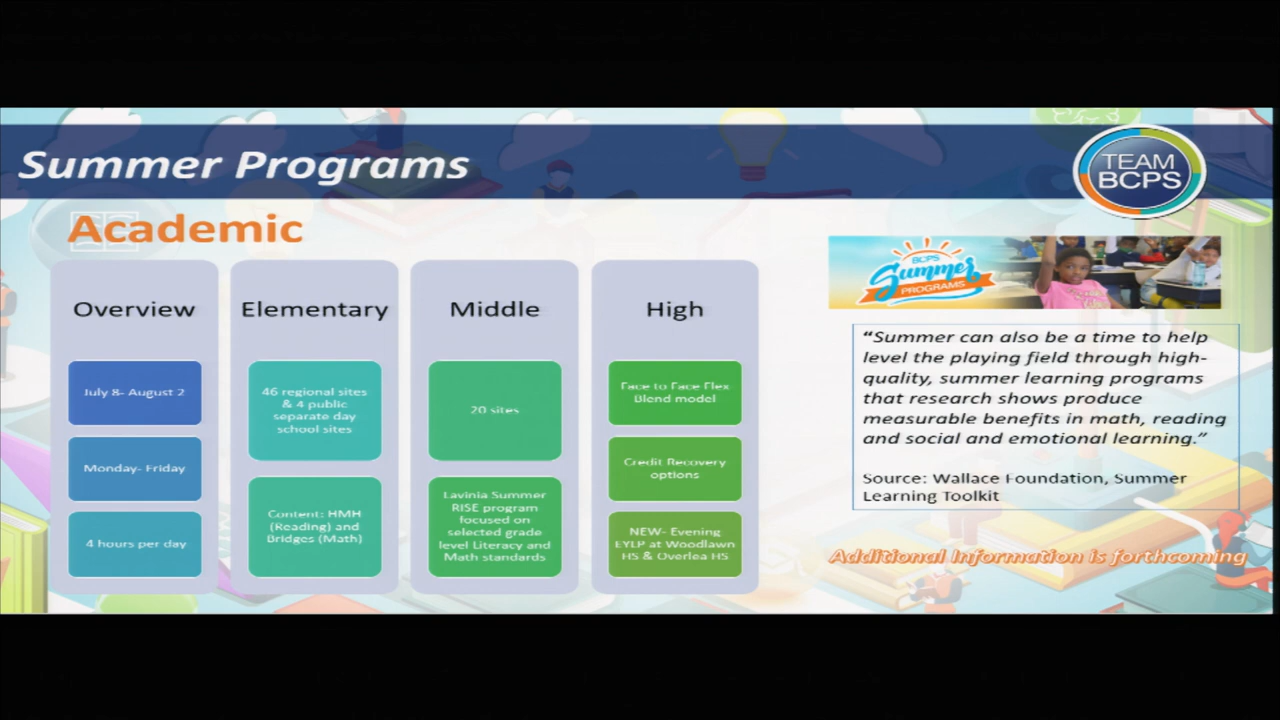 Summer Programs
TEAM
BCPS
Academic
Overview
July 8- August 2
Monday- Friday
4 hours per day
Elementary
46 regional sites
& 4 public
separate day
school sites
Content: HMH
(Reading) and
Bridges (Math)
Middle
20 sites
Lavinia Summer
RISE program
focused on
selected grade
level Literacy and
Math standards
High
Face to Face Flex
Blend model
Credit Recovery
options
NEW- Evening
EYLP at Woodlawn
HS & Overlea HS
BCPS
Summer
PROGRAMS
“Summer can also be a time to help
level the playing field through high-
quality, summer learning programs
that research shows produce
measurable benefits in math, reading
and social and emotional learning.”
Source: Wallace Foundation, Summer
Learning Toolkit
Additional Information is forthcoming